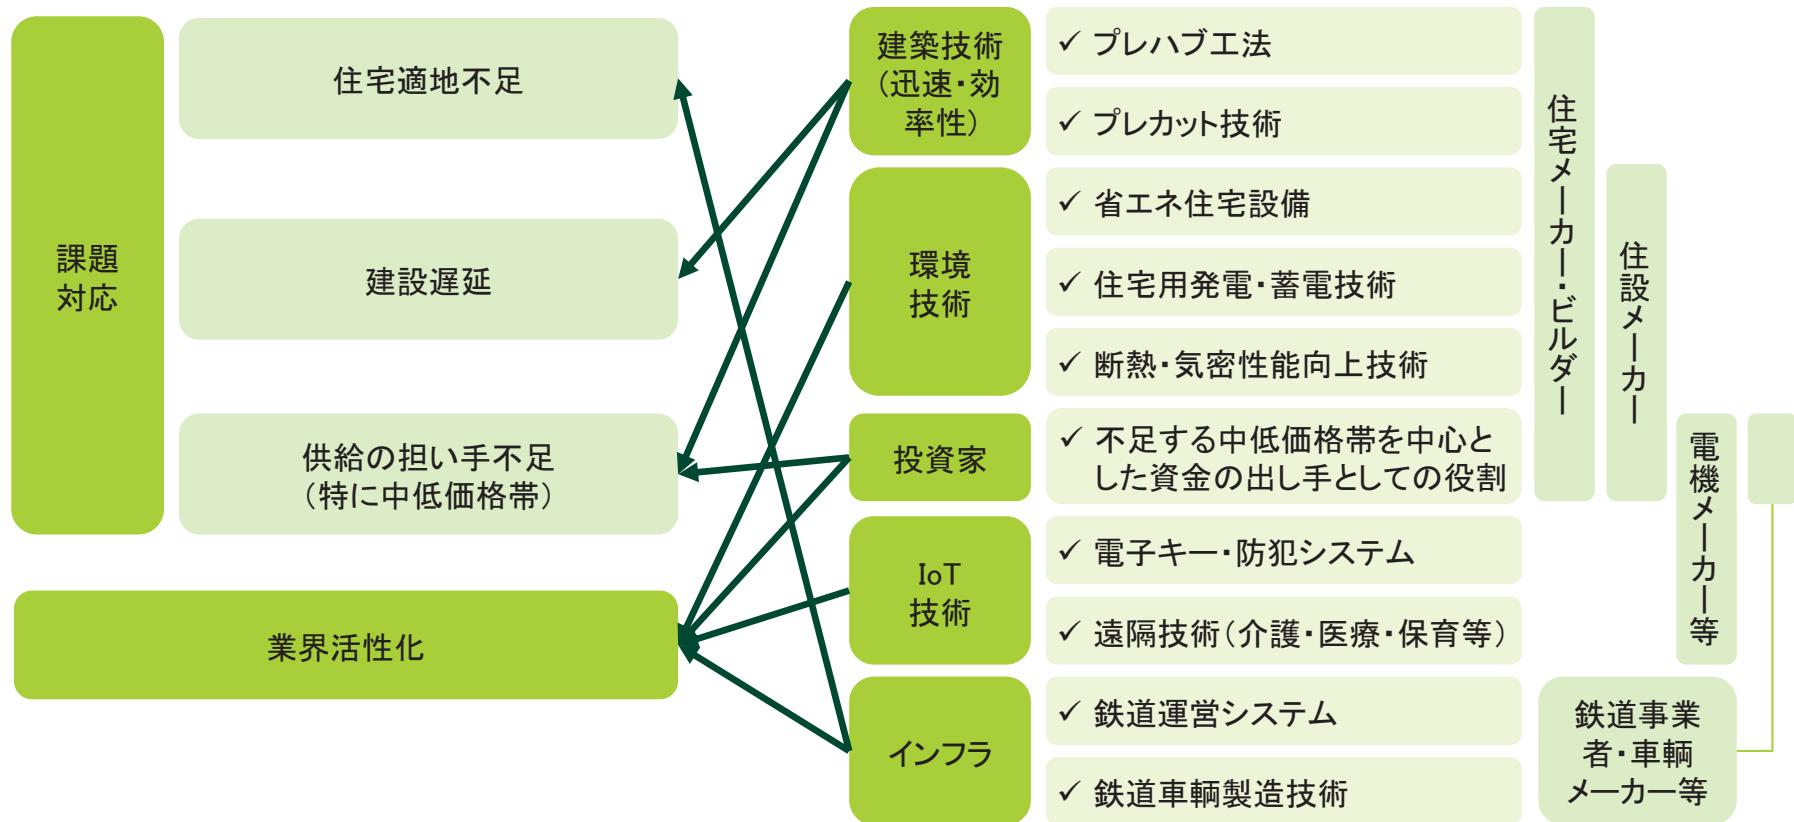 課題
対応
住宅適地不足
建設遅延
供給の担い手不足
（特に中低価格帯）
業界活性化
建築技術
（迅速・効
率性）
✓ プレハブ工法
✓ プレカット技術
環境
技術
✓ 省エネ住宅設備
✓ 住宅用発電・蓄電技術
✓ 断熱・気密性能向上技術
投資家
✓ 不足する中低価格帯を中心と
した資金の出し手としての役割
IoT
技術
✓ 電子キー・防犯システム
✓ 遠隔技術（介護・医療・保育等）
インフラ
✓ 鉄道運営システム
✓ 鉄道車輌製造技術
住宅メーカー・ビルダー
住設メーカー
電機メーカー等
鉄道事業
者・車輌
メーカー等